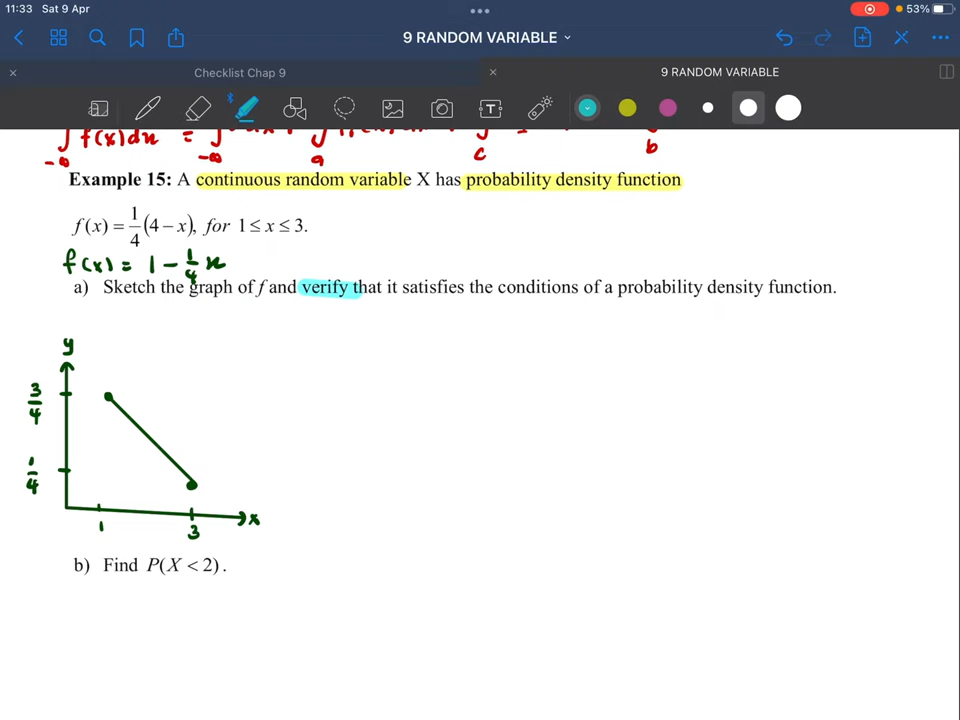 11:33 Sat 9 Apr
53%
9 RANDOM VARIABLE
Checklist Chap 9
9 RANDOM VARIABLE
T
∫ f(x)dx = ∫
-∞ -∞ a c b
Example 15: A continuous random variable X has probability density function
f(x) = 1/4 (4 − x), for 1 ≤ x ≤ 3.
f(x) = 1 - 1/4 x
a) Sketch the graph of f and verify that it satisfies the conditions of a probability density function.
y
3/4
1/4
1
3
x
b) Find P(X < 2).